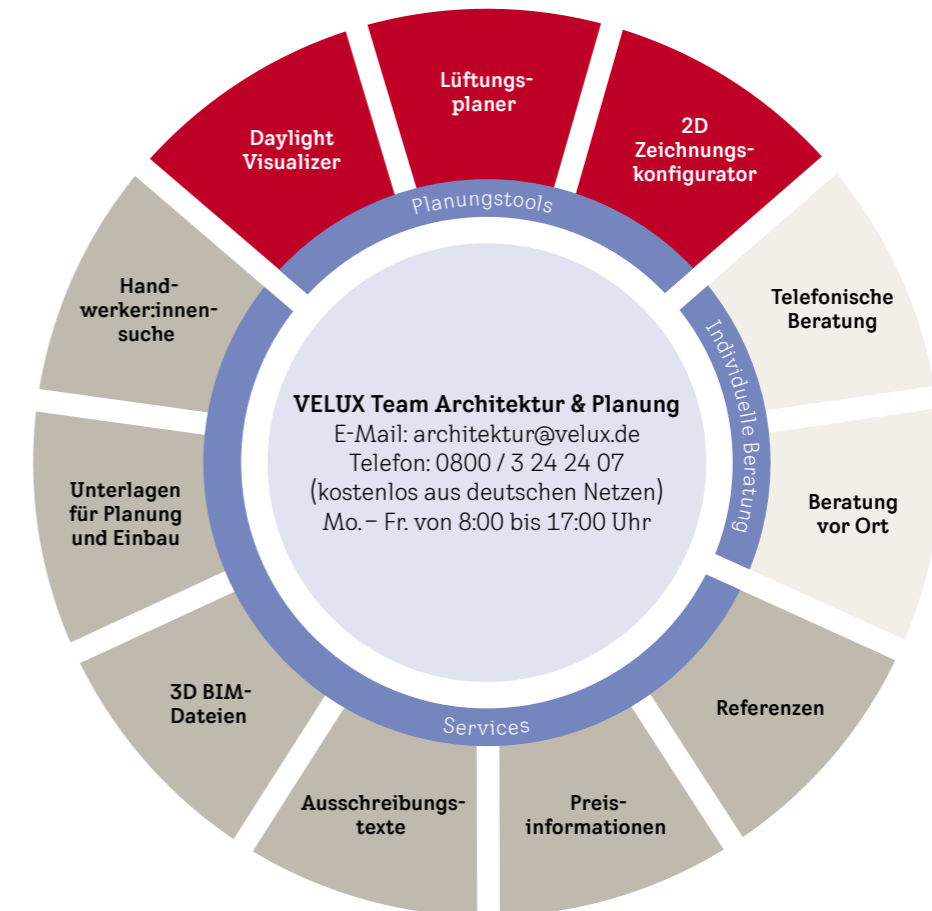 Lüftungs-
planer
Daylight
Visualizer
2D
Zeichnungs-
konfigurator
Planungstools
Hand-
werker:innen-
suche
Telefonische
Beratung
Individuelle Beratung
VELUX Team Architektur & Planung
E-Mail: architektur@velux.de
Telefon: 0800 / 3 24 24 07
(kostenlos aus deutschen Netzen)
Mo. – Fr. von 8:00 bis 17:00 Uhr
Unterlagen
für Planung
und Einbau
Beratung
vor Ort
3D BIM-
Dateien
Services
Referenzen
Ausschreibungs-
texte
Preis-
informationen